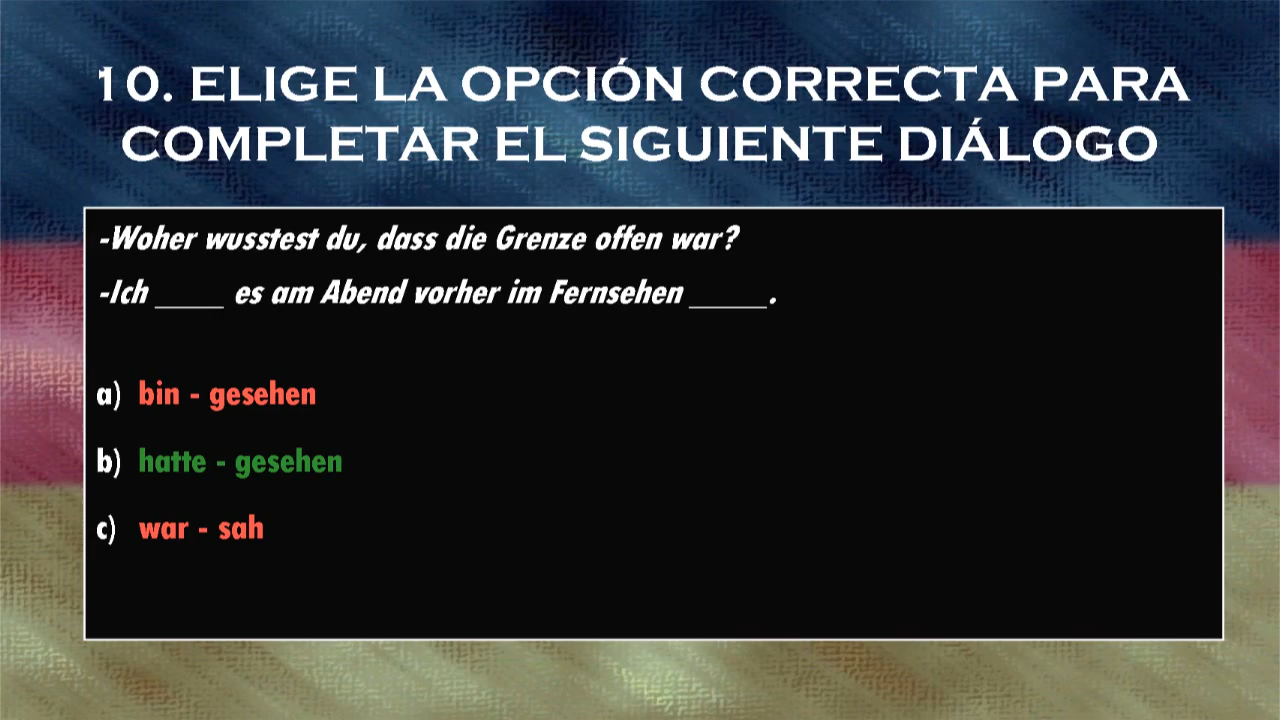 10. ELIGE LA OPCIÓN CORRECTA PARA
COMPLETAR EL SIGUIENTE DIÁLOGO
-Woher wusstest du, dass die Grenze offen war?
-Ich ____ es am Abend vorher im Fernsehen ____.
a) bin - gesehen
b) hatte - gesehen
c) war - sah